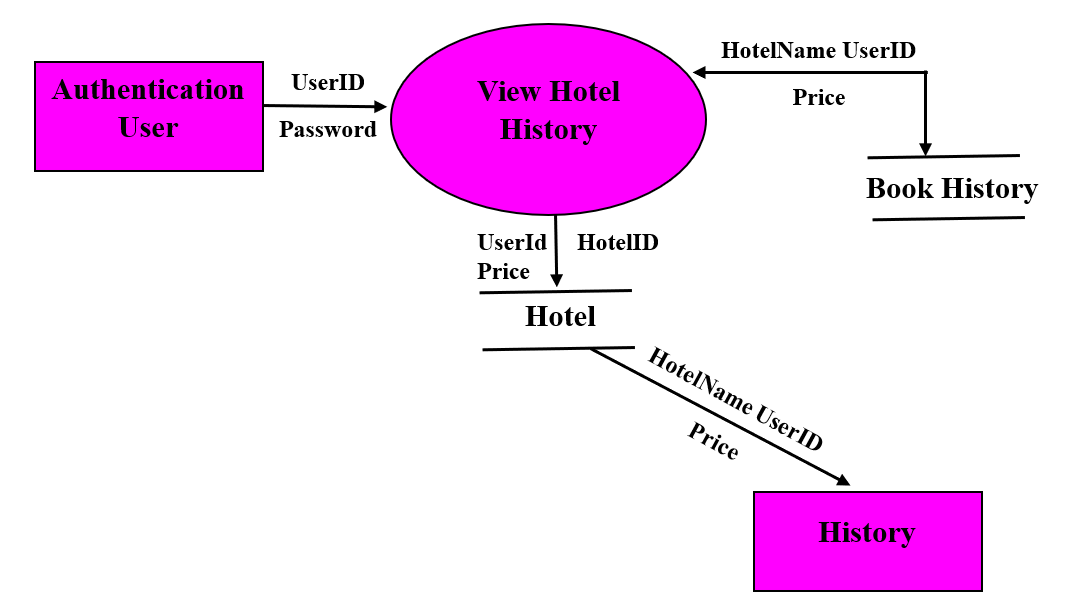 Authentication
User
UserID
Password
View Hotel
History
HotelName UserID
Price
Book History
UserId HotelID
Price
Hotel
HotelName UserID
Price
History